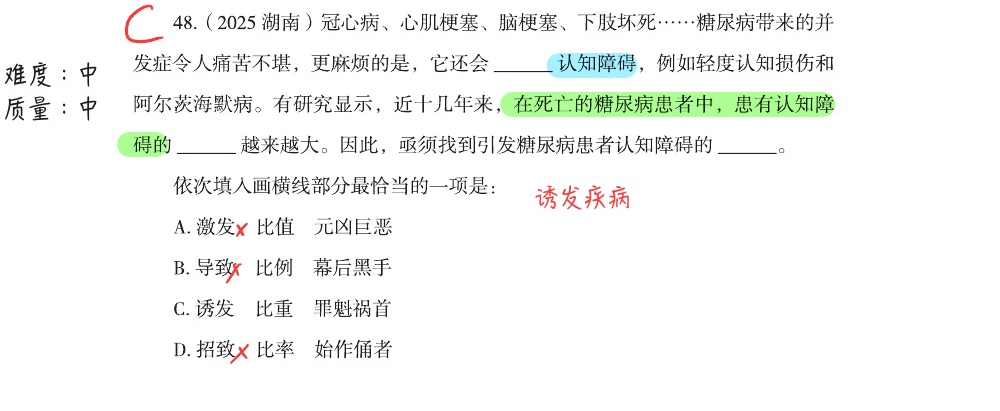 C 48.（2025 湖南）冠心病、心肌梗塞、脑梗塞、下肢坏死……糖尿病带来的并
发症令人痛苦不堪，更麻烦的是，它还会 ______ 认知障碍，例如轻度认知损伤和
难度：中
阿尔茨海默病。有研究显示，近十几年来，在死亡的糖尿病患者中，患有认知障
质量：中
碍的 ______ 越来越大。因此，亟须找到引发糖尿病患者认知障碍的 ______。
依次填入画横线部分最恰当的一项是：
诱发疾病
A. 激发× 比值 元凶巨恶
B. 导致× 比例 幕后黑手
C. 诱发 比重 罪魁祸首
D. 招致× 比率 始作俑者